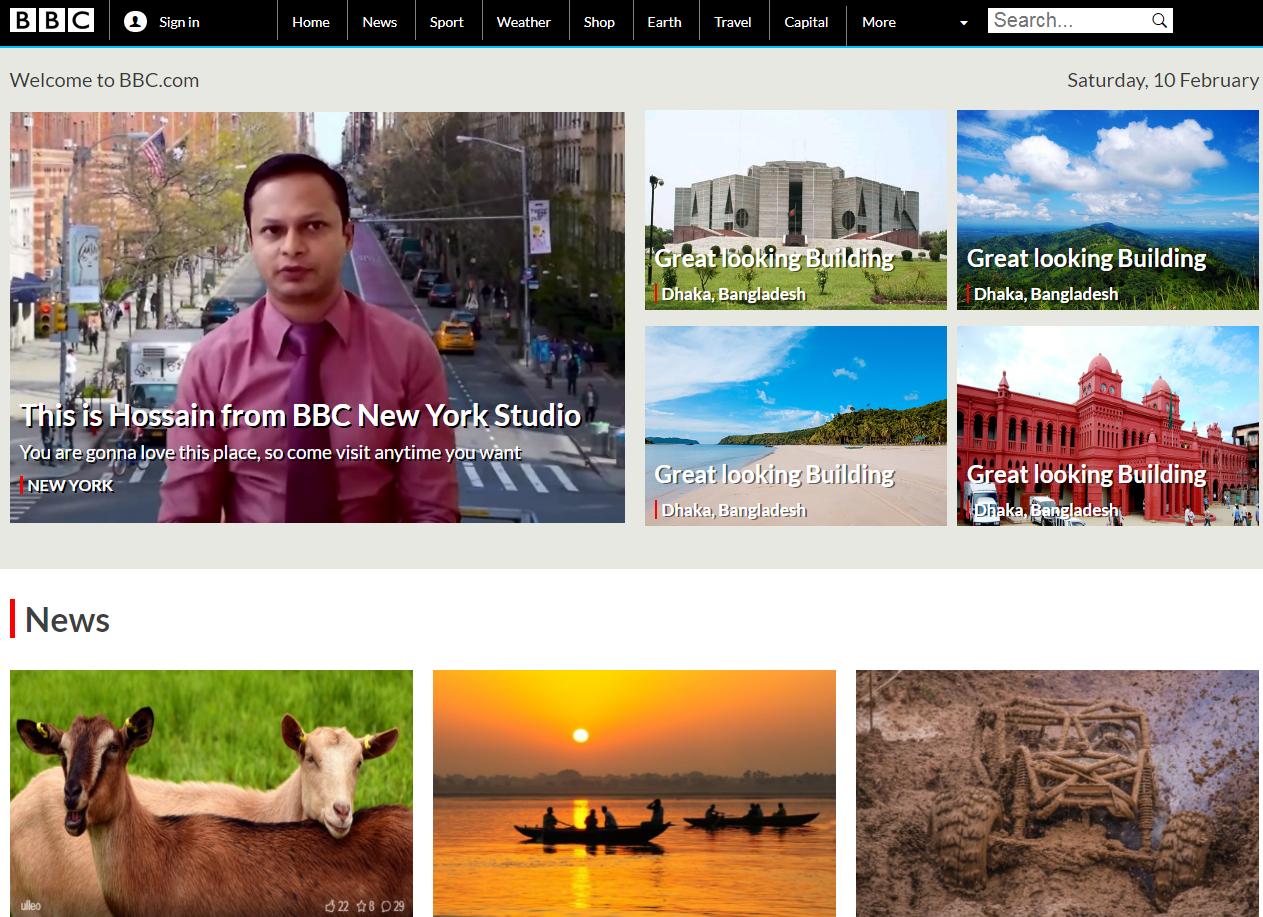 BBC Sign in Home News Sport Weather Shop Earth Travel Capital More Search...
Welcome to BBC.com
Saturday, 10 February
This is Hossain from BBC New York Studio
You are gonna love this place, so come visit anytime you want
NEW YORK
Great looking Building
Dhaka, Bangladesh
Great looking Building
Dhaka, Bangladesh
Great looking Building
Dhaka, Bangladesh
Great looking Building
Dhaka, Bangladesh
News
ulleo 22 8 29